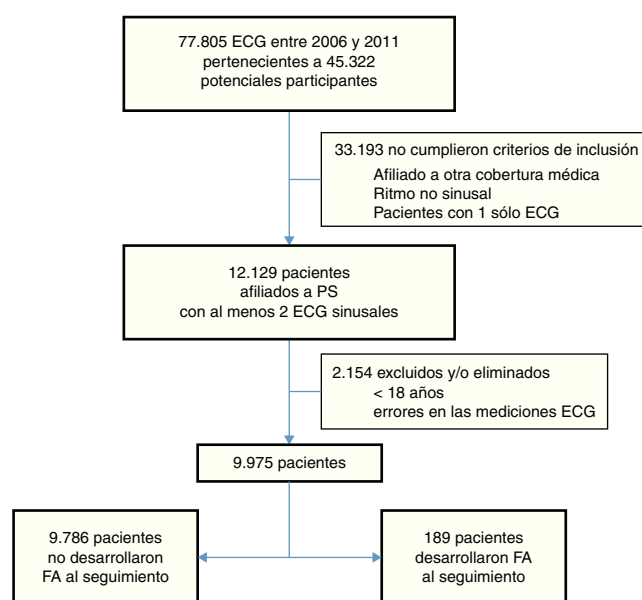 77.805 ECG entre 2006 y 2011
pertenecientes a 45.322
potenciales participantes
33.193 no cumplieron criterios de inclusión
Afiliado a otra cobertura médica
Ritmo no sinusal
Pacientes con 1 sólo ECG
12.129 pacientes
afiliados a PS
con al menos 2 ECG sinusales
2.154 excluidos y/o eliminados
< 18 años
errores en las mediciones ECG
9.975 pacientes
9.786 pacientes
no desarrollaron
FA al seguimiento
189 pacientes
desarrollaron FA
al seguimiento